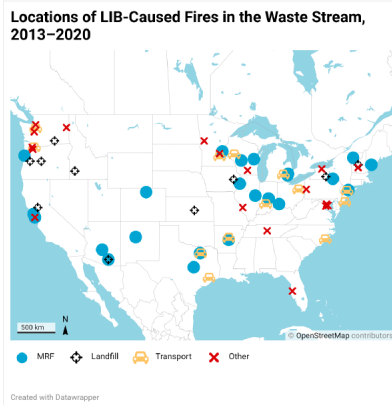 Locations of LIB-Caused Fires in the Waste Stream,
2013–2020
500 km
N
© OpenStreetMap contributors
MRF
Landfill
Transport
Other
Created with Datawrapper